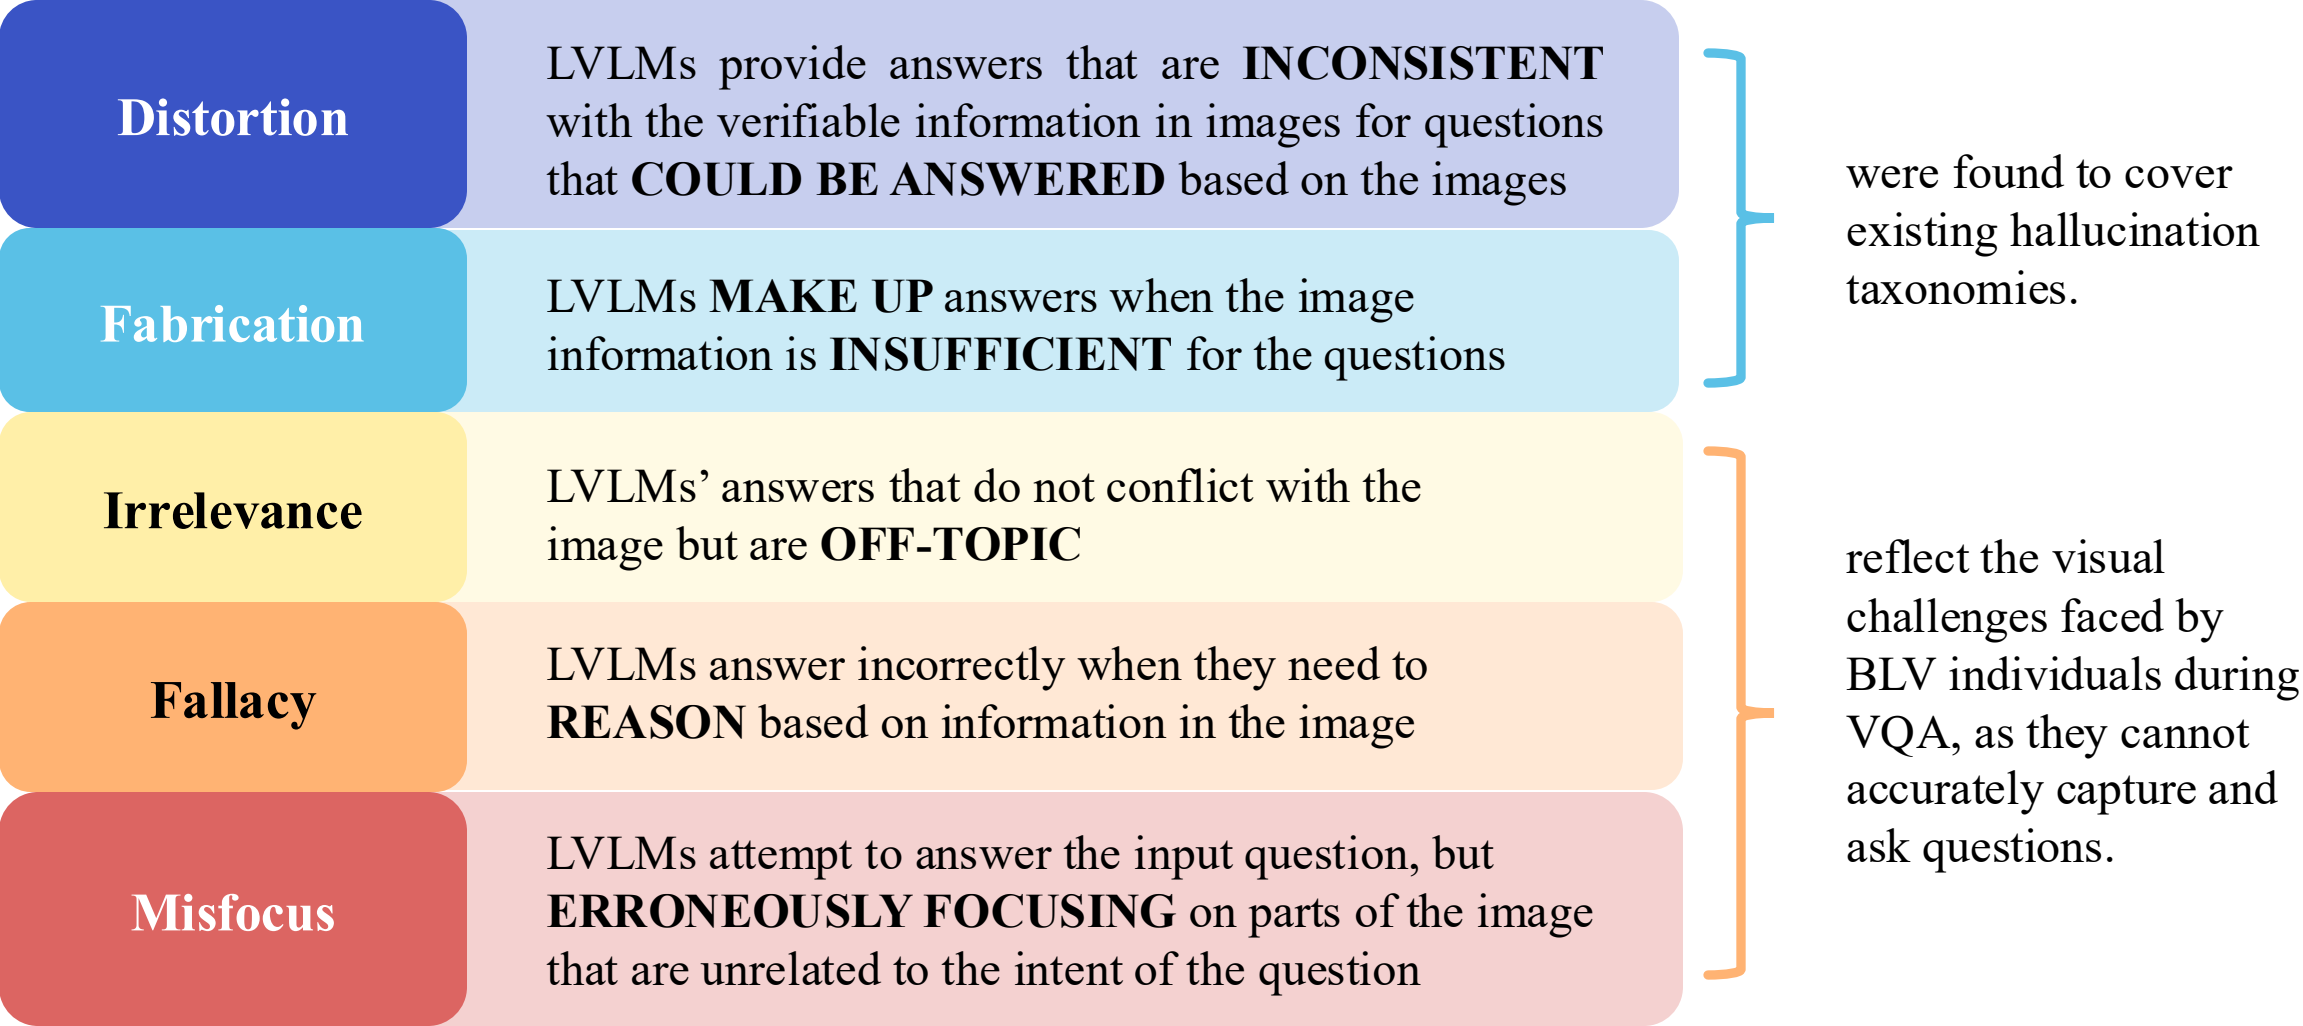 Distortion
LVLMs provide answers that are INCONSISTENT
with the verifiable information in images for questions
that COULD BE ANSWERED based on the images
Fabrication
LVLMs MAKE UP answers when the image
information is INSUFFICIENT for the questions
were found to cover
existing hallucination
taxonomies.
Irrelevance
LVLMs’ answers that do not conflict with the
image but are OFF-TOPIC
Fallacy
LVLMs answer incorrectly when they need to
REASON based on information in the image
Misfocus
LVLMs attempt to answer the input question, but
ERRONEOUSLY FOCUSING on parts of the image
that are unrelated to the intent of the question
reflect the visual
challenges faced by
BLV individuals during
VQA, as they cannot
accurately capture and
ask questions.